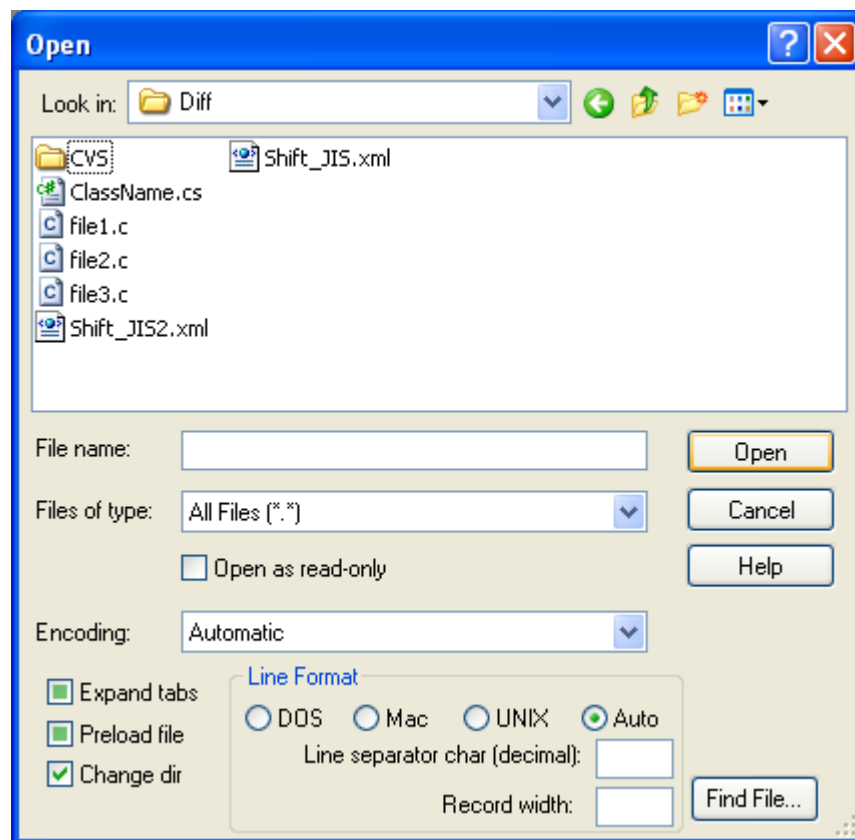 Open
Look in: Diff
CVS Shift_JIS.xml
ClassName.cs
file1.c
file2.c
file3.c
Shift_JIS2.xml
File name: Open
Files of type: All Files (*.*) Cancel
Open as read-only Help
Encoding: Automatic
Line Format
Expand tabs
DOS Mac UNIX Auto
Preload file
Line separator char (decimal):
Change dir
Record width: Find File...